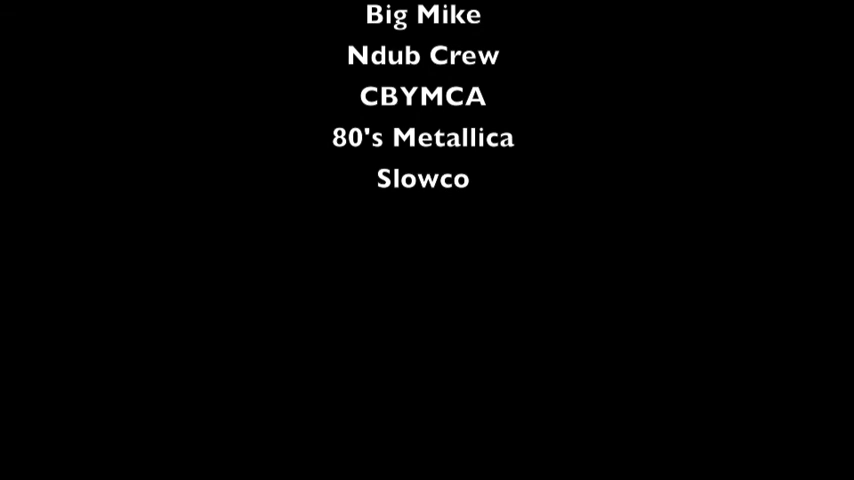 Big Mike
Ndub Crew
CBYMCA
80's Metallica
Slowco